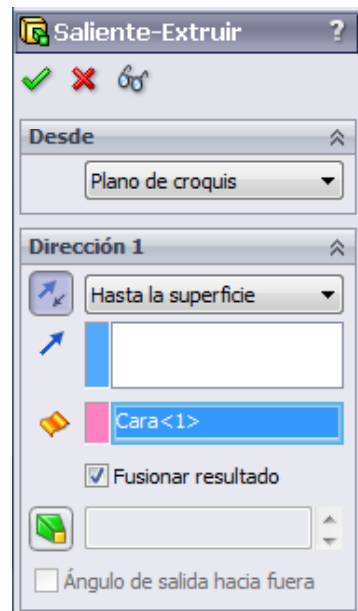 Saliente-Extruir ?
Desde
Plano de croquis
Dirección 1
Hasta la superficie
Cara<1>
Fusionar resultado
Ángulo de salida hacia fuera